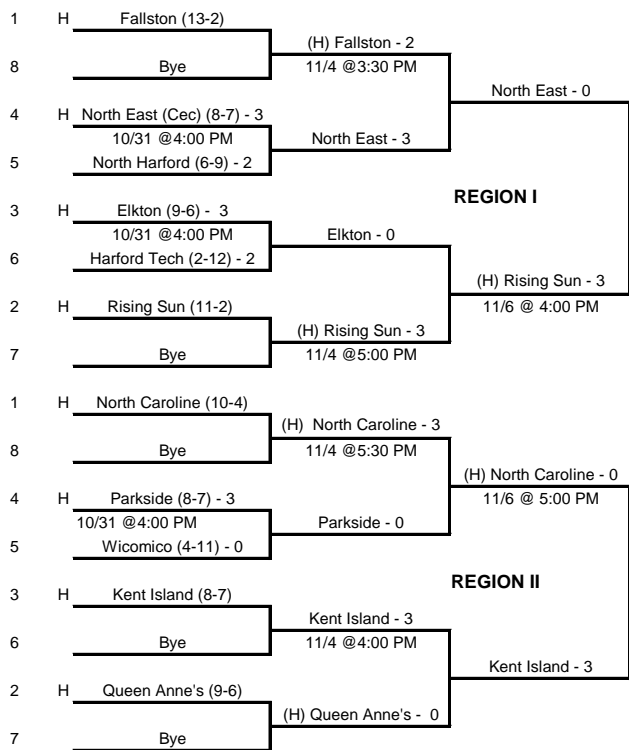 1 H Fallston (13-2)
(H) Fallston - 2
8 Bye 11/4 @3:30 PM
North East - 0
4 H North East (Cec) (8-7) - 3
10/31 @4:00 PM North East - 3
5 North Harford (6-9) - 2
REGION I
3 H Elkton (9-6) - 3
10/31 @4:00 PM Elkton - 0
6 Harford Tech (2-12) - 2
(H) Rising Sun - 3
2 H Rising Sun (11-2) 11/6 @ 4:00 PM
(H) Rising Sun - 3
7 Bye 11/4 @5:00 PM
1 H North Caroline (10-4)
(H) North Caroline - 3
8 Bye 11/4 @5:30 PM
(H) North Caroline - 0
4 H Parkside (8-7) - 3 11/6 @ 5:00 PM
10/31 @4:00 PM Parkside - 0
5 Wicomico (4-11) - 0
REGION II
3 H Kent Island (8-7)
Kent Island - 3
6 Bye 11/4 @4:00 PM
Kent Island - 3
2 H Queen Anne's (9-6)
(H) Queen Anne's - 0
7 Bye